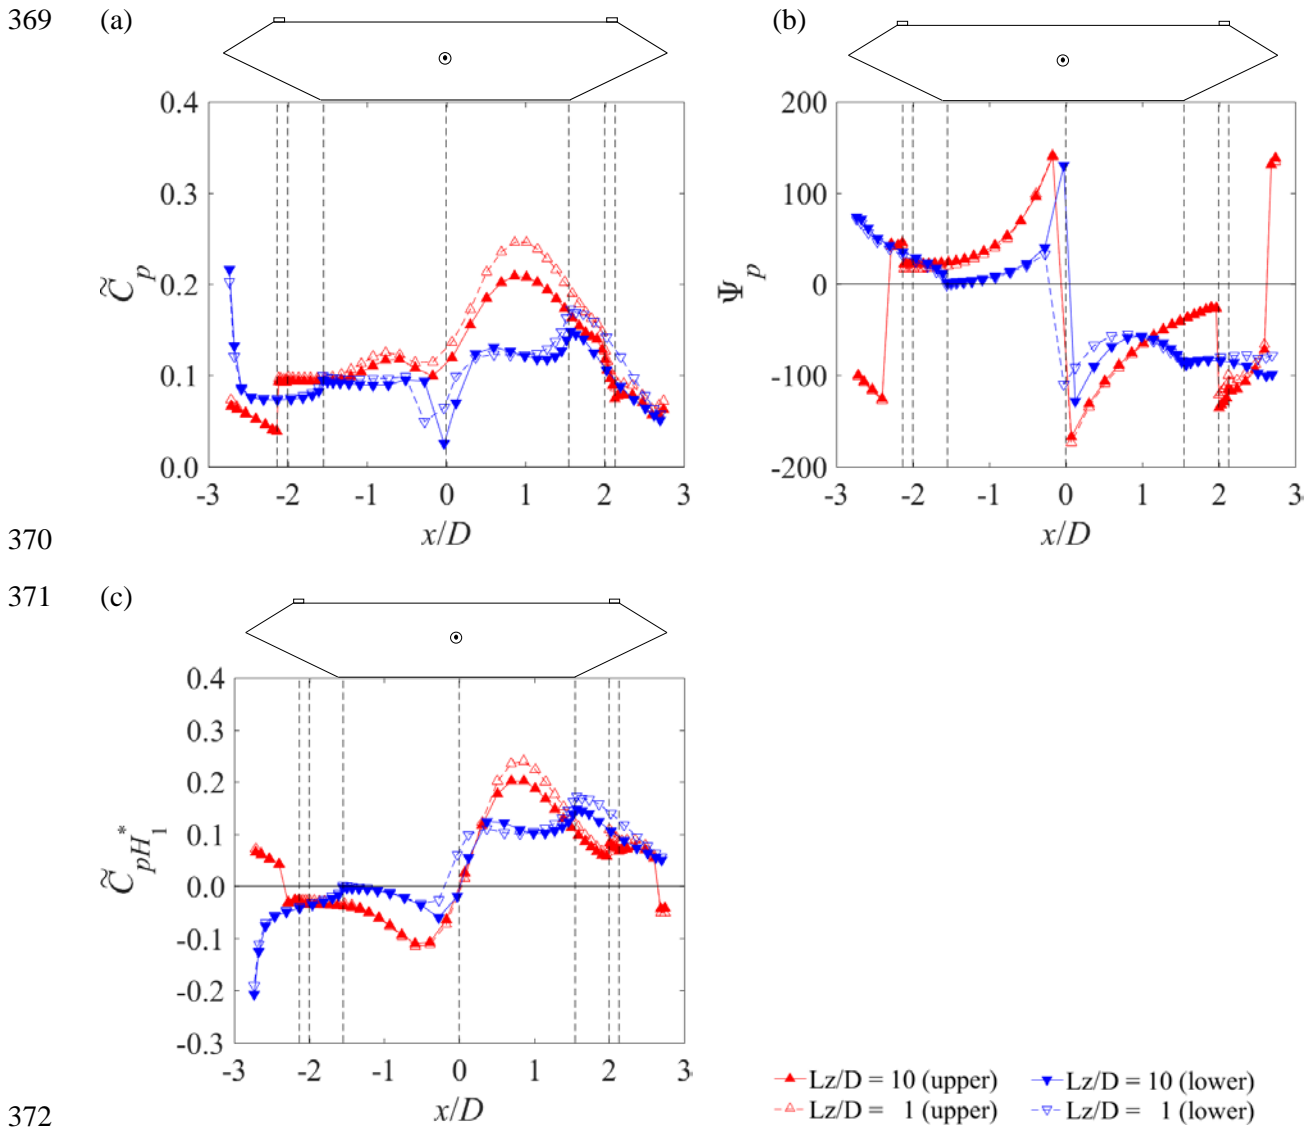 369 (a) (b)
0.4
0.3
0.2
0.1
0.0
C̃p
-3 -2 -1 0 1 2 3
x/D
200
100
0
-100
-200
Ψp
-3 -2 -1 0 1 2 3
x/D
370
371 (c)
0.4
0.3
0.2
0.1
0.0
-0.1
-0.2
-0.3
C̃pH1*
-3 -2 -1 0 1 2 3
x/D
Lz/D = 10 (upper) Lz/D = 10 (lower)
Lz/D = 1 (upper) Lz/D = 1 (lower)
372